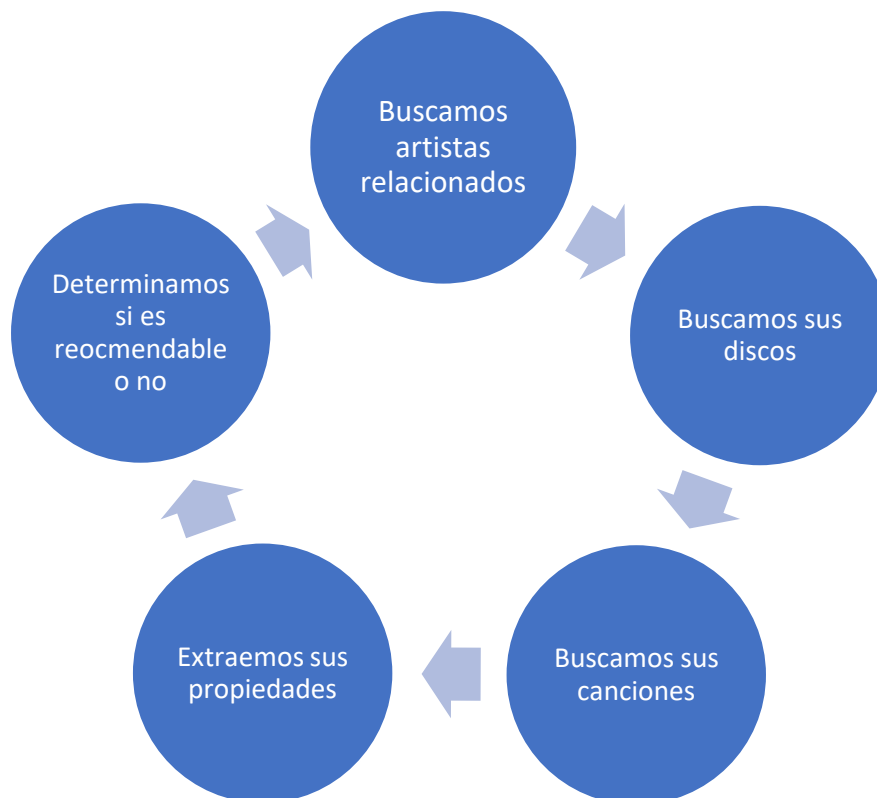 Buscamos
artistas
relacionados
Buscamos sus
discos
Buscamos sus
canciones
Extraemos sus
propiedades
Determinamos
si es
reocmendable
o no